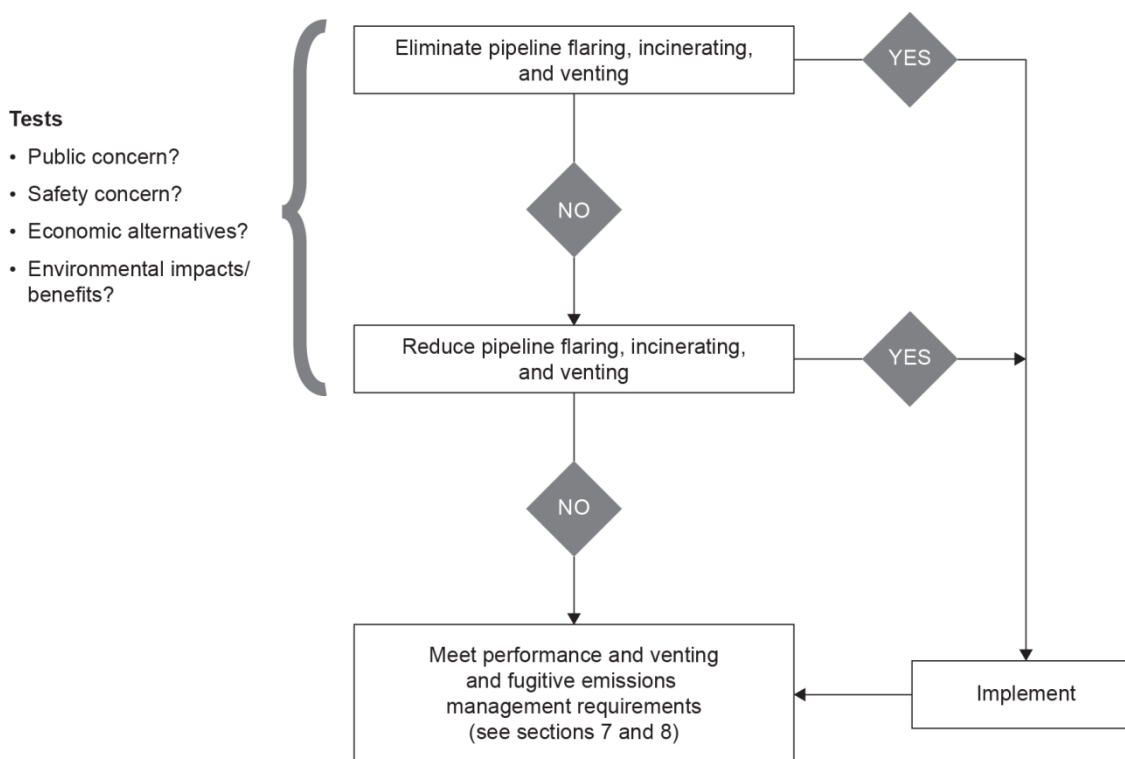 Eliminate pipeline flaring, incinerating,
and venting
YES
Tests
• Public concern?
• Safety concern?
• Economic alternatives?
• Environmental impacts/
benefits?
NO
Reduce pipeline flaring, incinerating,
and venting
YES
NO
Meet performance and venting
and fugitive emissions
management requirements
(see sections 7 and 8)
Implement